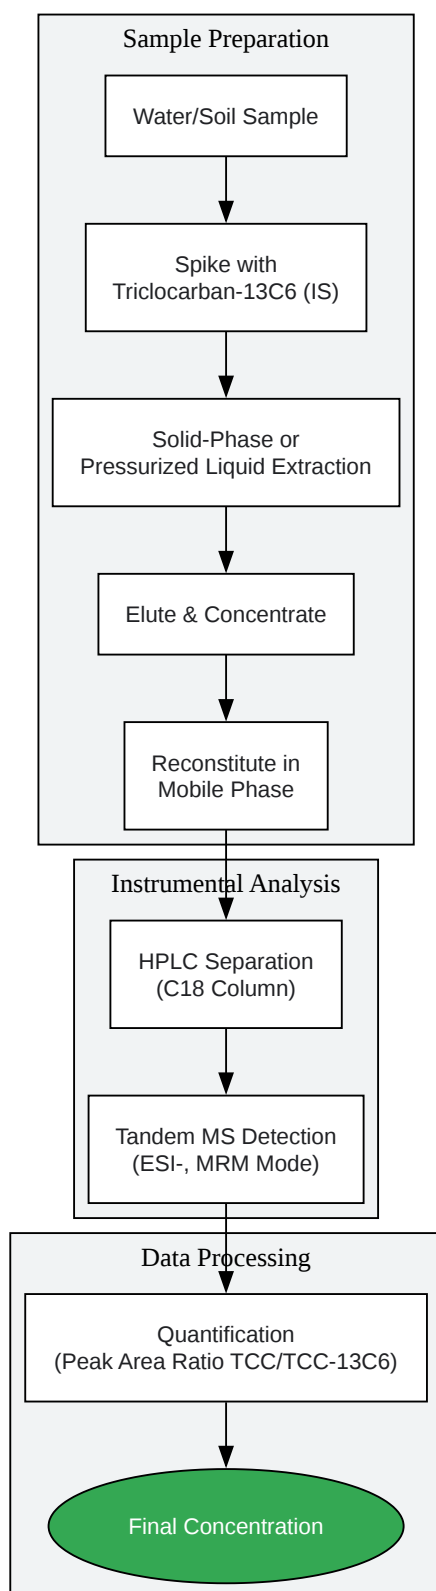 Sample Preparation
Water/Soil Sample
Spike with
Triclocarban-13C6 (IS)
Solid-Phase or
Pressurized Liquid Extraction
Elute & Concentrate
Reconstitute in
Mobile Phase
Instrumental Analysis
HPLC Separation
(C18 Column)
Tandem MS Detection
(ESI-, MRM Mode)
Data Processing
Quantification
(Peak Area Ratio TCC/TCC-13C6)
Final Concentration